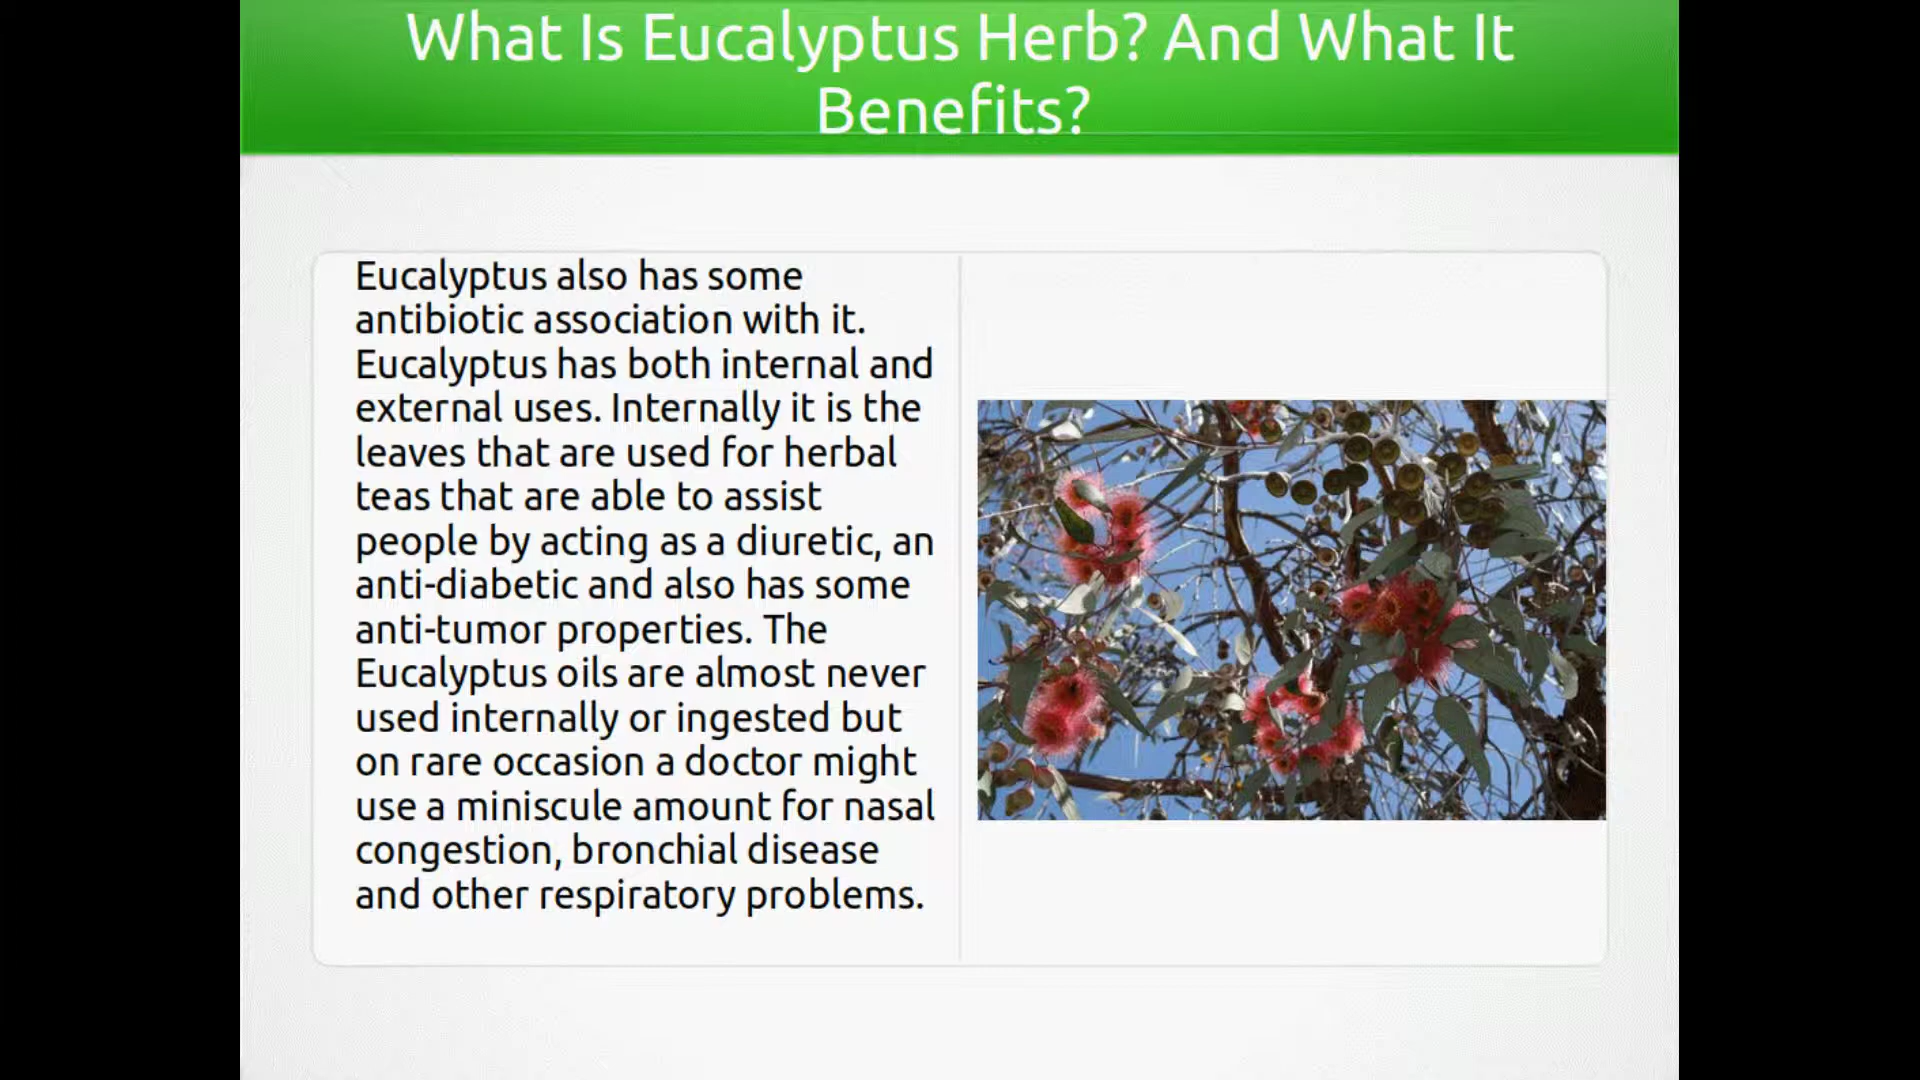 What Is Eucalyptus Herb? And What It
Benefits?
Eucalyptus also has some
antibiotic association with it.
Eucalyptus has both internal and
external uses. Internally it is the
leaves that are used for herbal
teas that are able to assist
people by acting as a diuretic, an
anti-diabetic and also has some
anti-tumor properties. The
Eucalyptus oils are almost never
used internally or ingested but
on rare occasion a doctor might
use a miniscule amount for nasal
congestion, bronchial disease
and other respiratory problems.